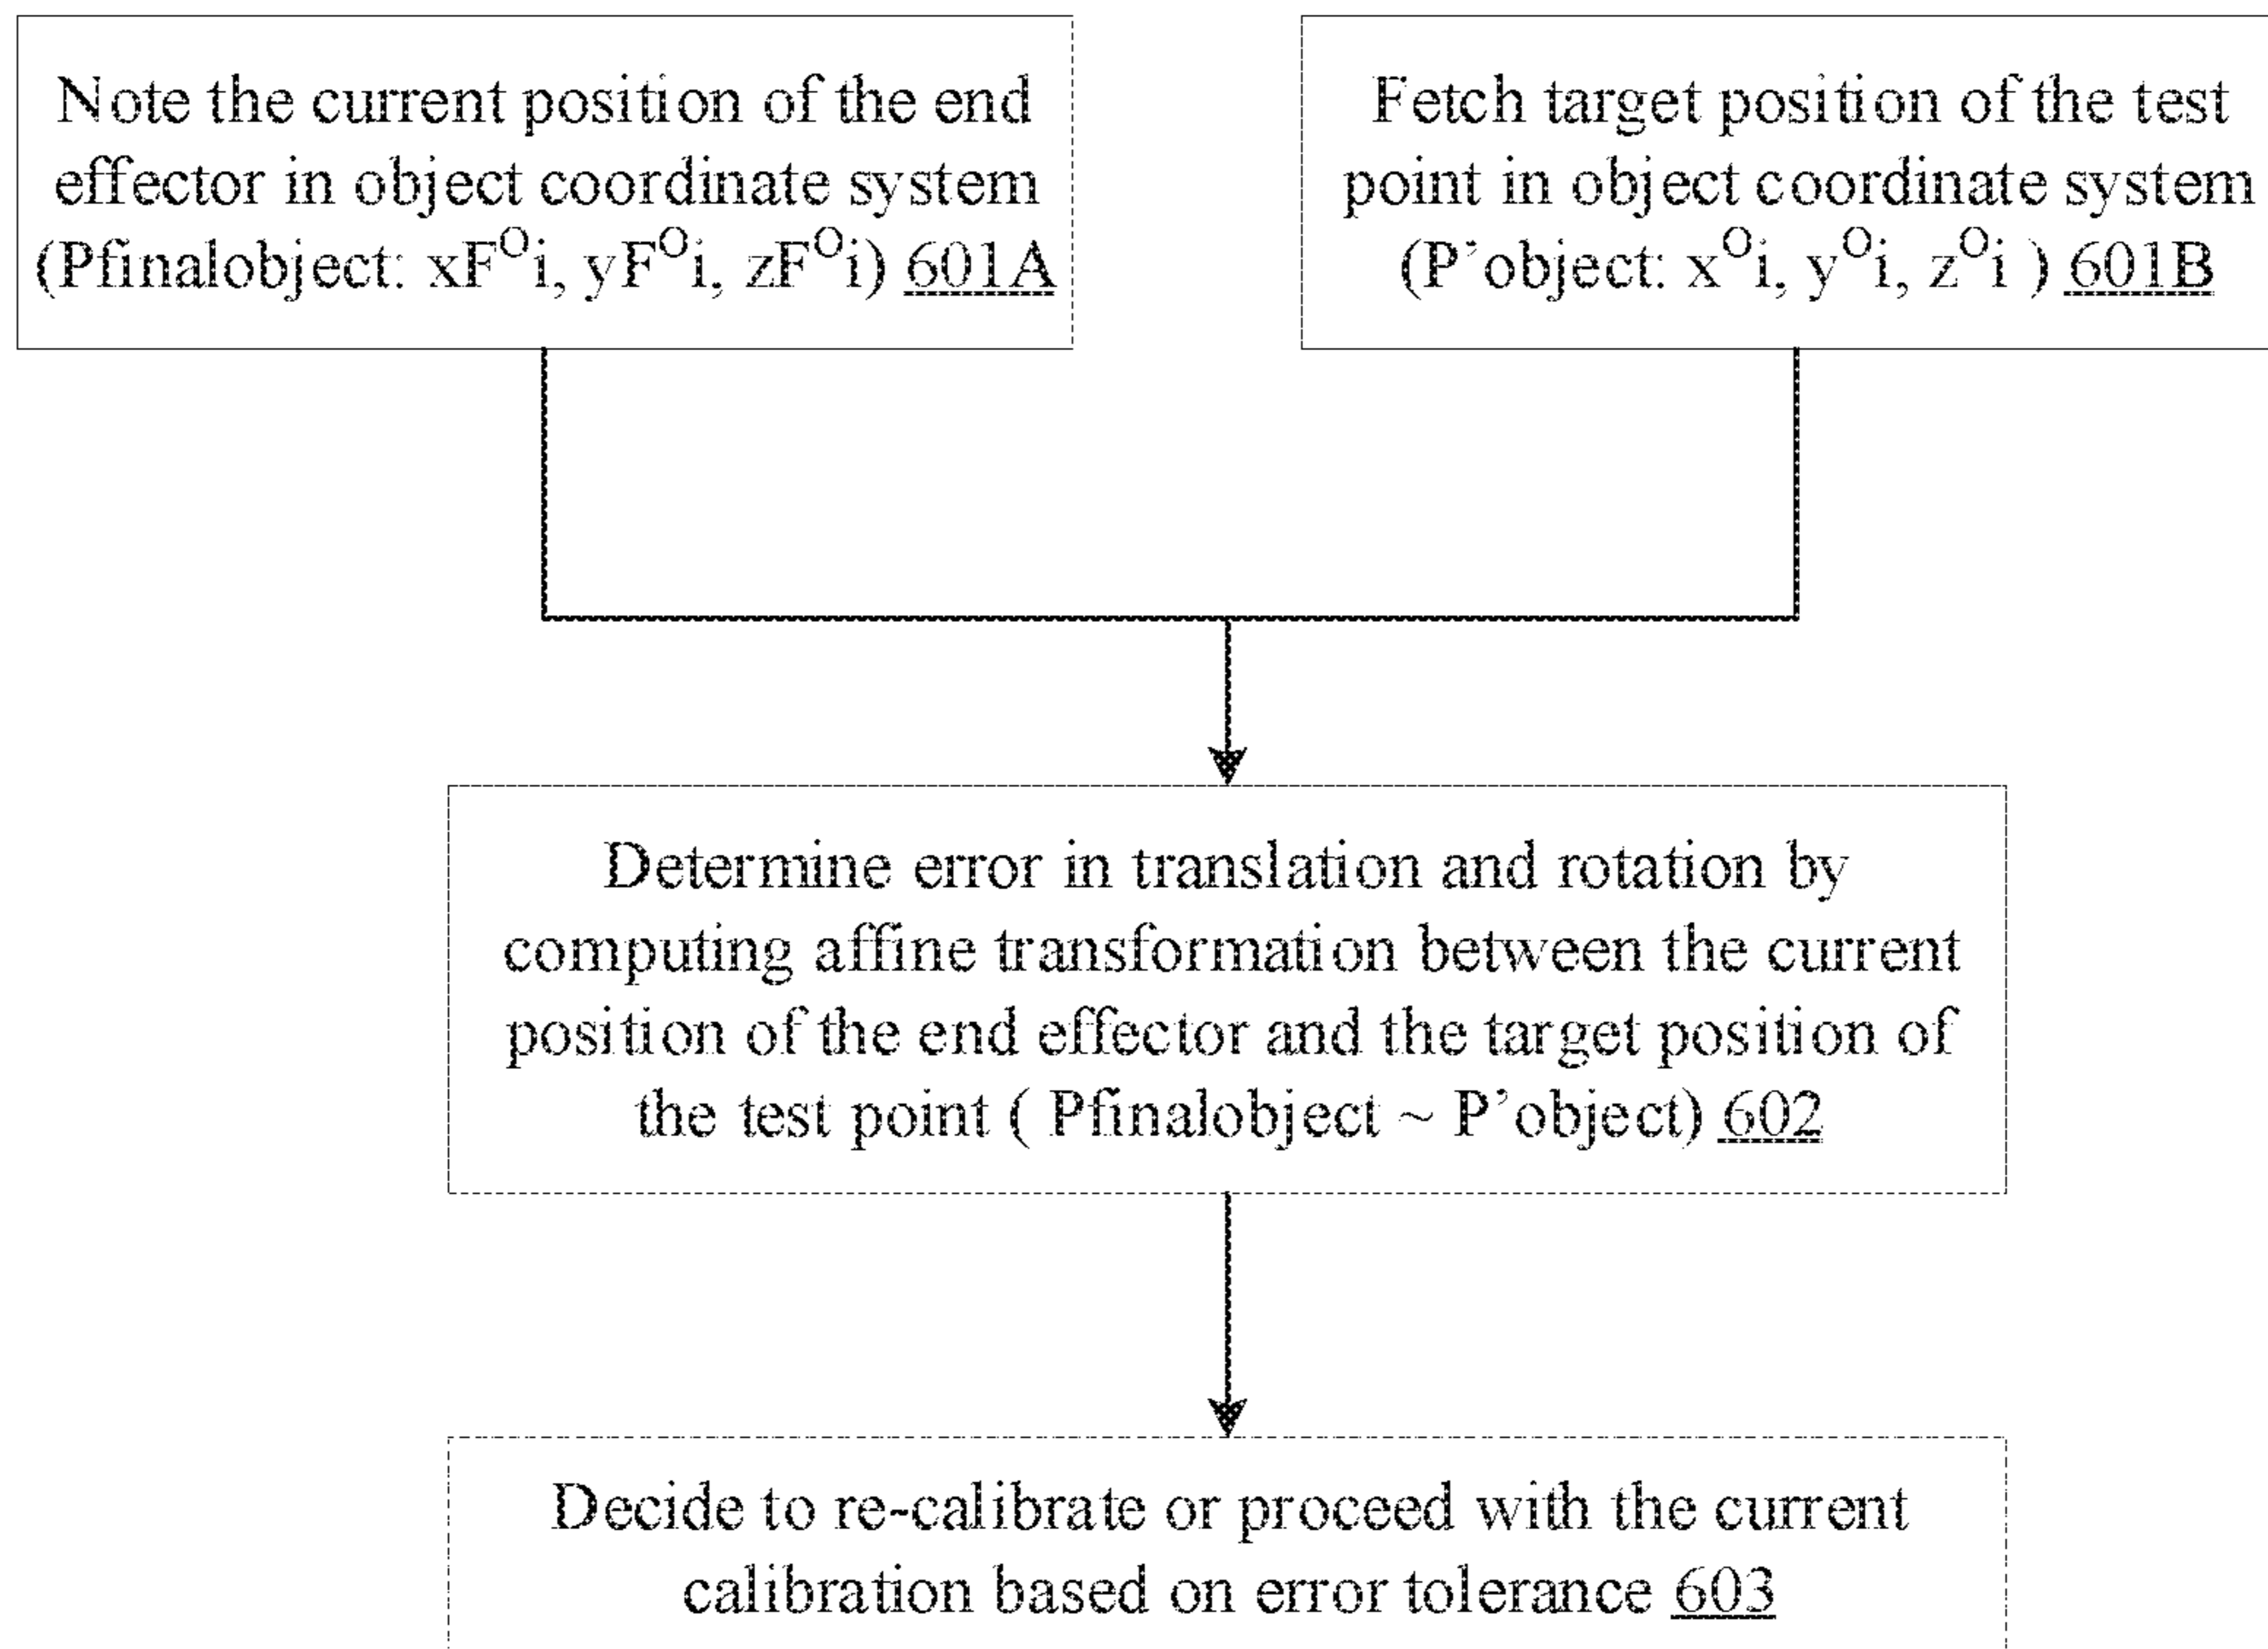 Note the current position of the end
effector in object coordinate system
(Pfinalobject: xF^Oi, yF^Oi, zF^Oi) 601A
Fetch target position of the test
point in object coordinate system
(P’object: x^Oi, y^Oi, z^Oi ) 601B
Determine error in translation and rotation by
computing affine transformation between the current
position of the end effector and the target position of
the test point ( Pfinalobject ~ P’object) 602
Decide to re-calibrate or proceed with the current
calibration based on error tolerance 603